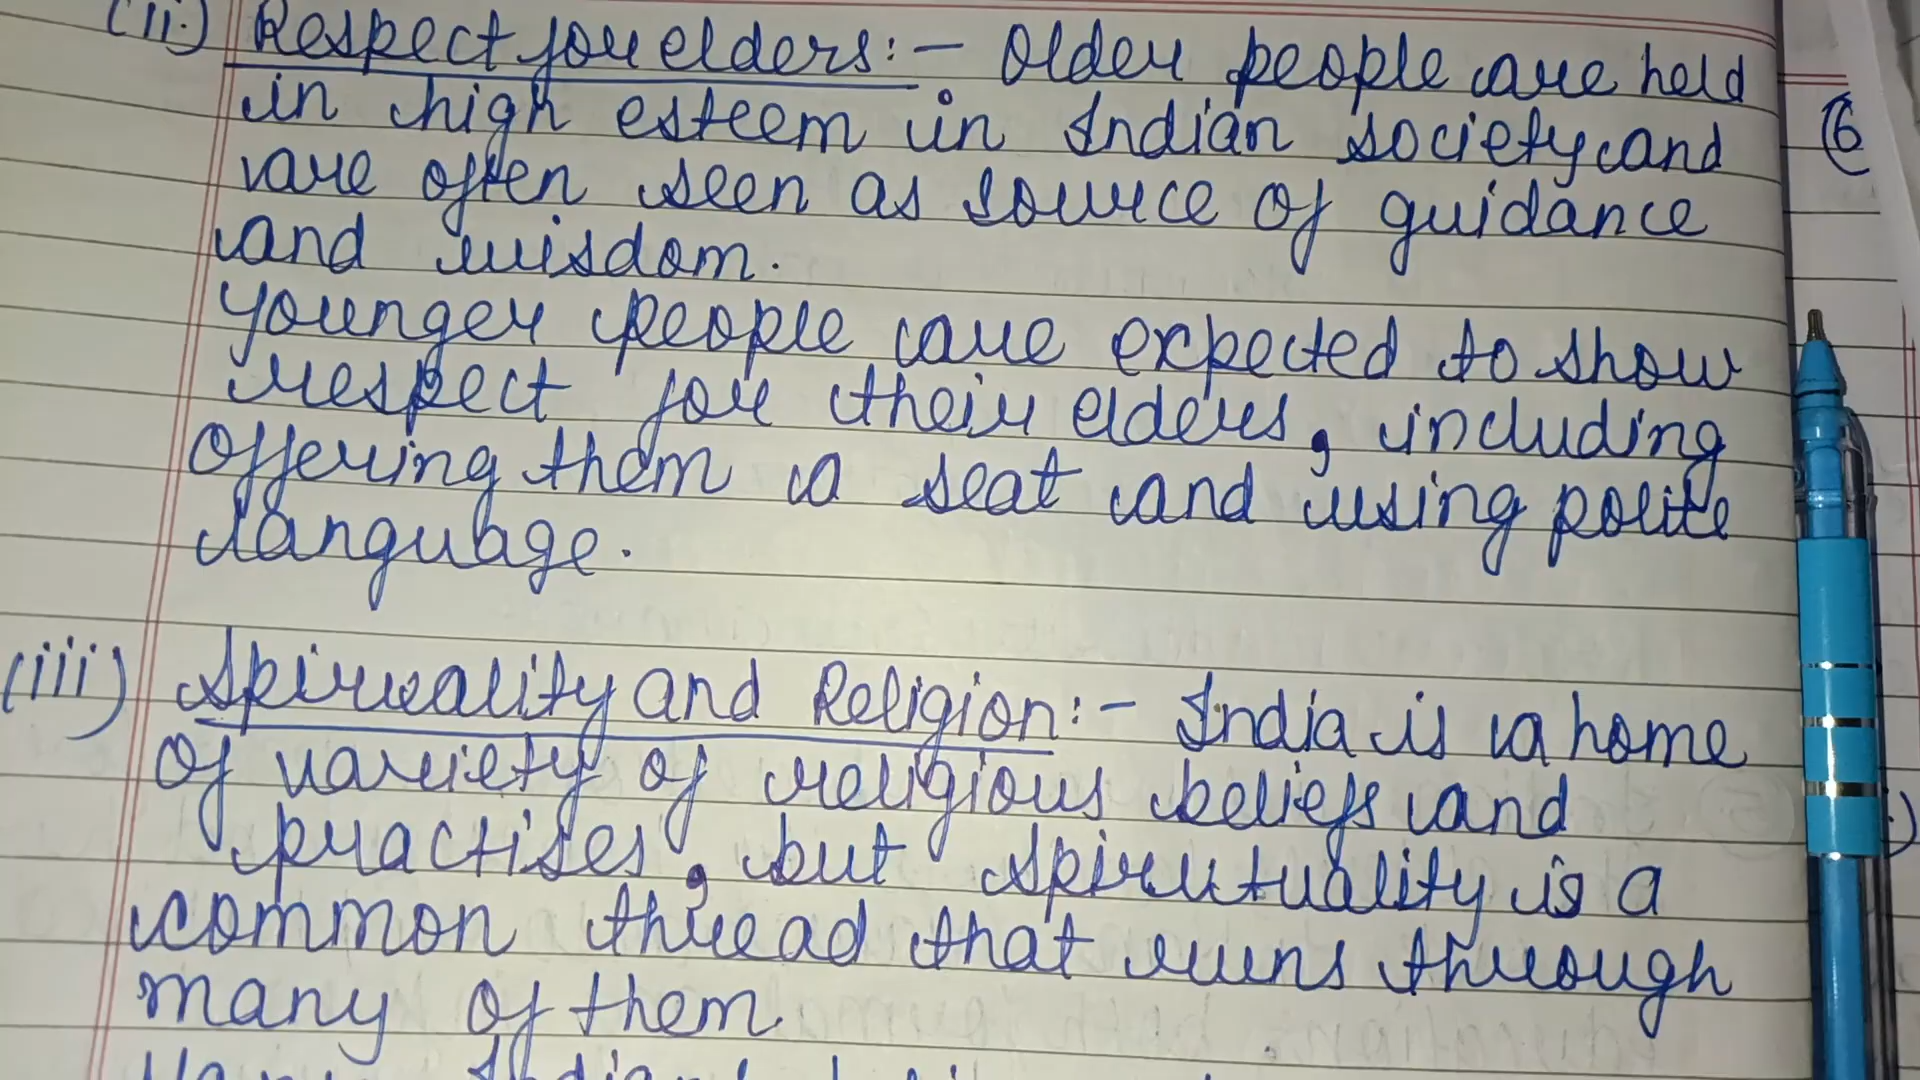 (ii.) Respect for elders:- Older people are held
in high esteem in Indian society and
are often seen as source of guidance
and wisdom.
Younger people are expected to show
respect for their elders, including
offering them a seat and using polite
language.
(iii) Spirituality and Religion:- India is a home
of variety of religious beliefs and
practises, but spirituality is a
common thread that runs through
many of them.
6